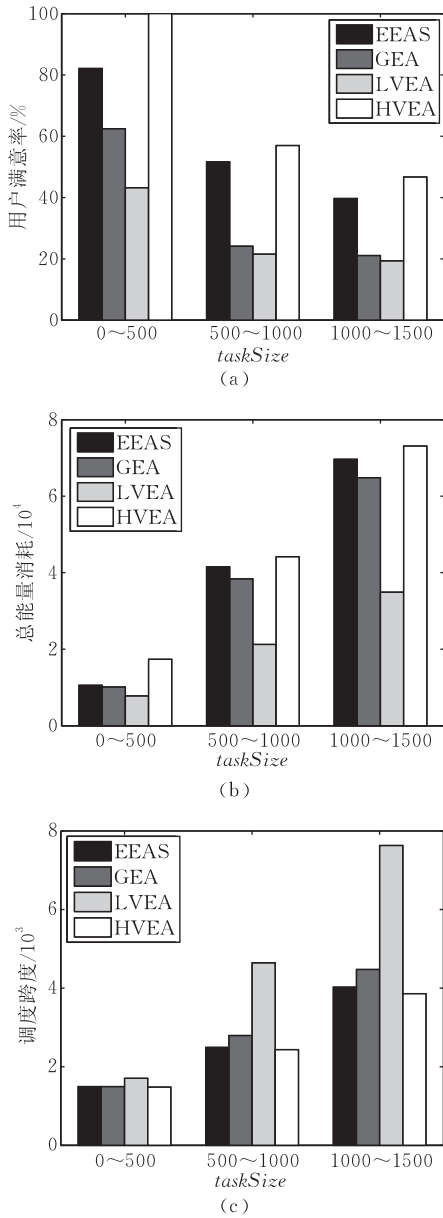 100
80
60
40
20
0
用户满意率/%
EEAS
GEA
LVEA
HVEA
0～500 500～1000 1000～1500
taskSize
(a)
8
6
4
2
0
总能量消耗/10⁴
EEAS
GEA
LVEA
HVEA
0～500 500～1000 1000～1500
taskSize
(b)
8
6
4
2
0
调度跨度/10³
EEAS
GEA
LVEA
HVEA
0～500 500～1000 1000～1500
taskSize
(c)